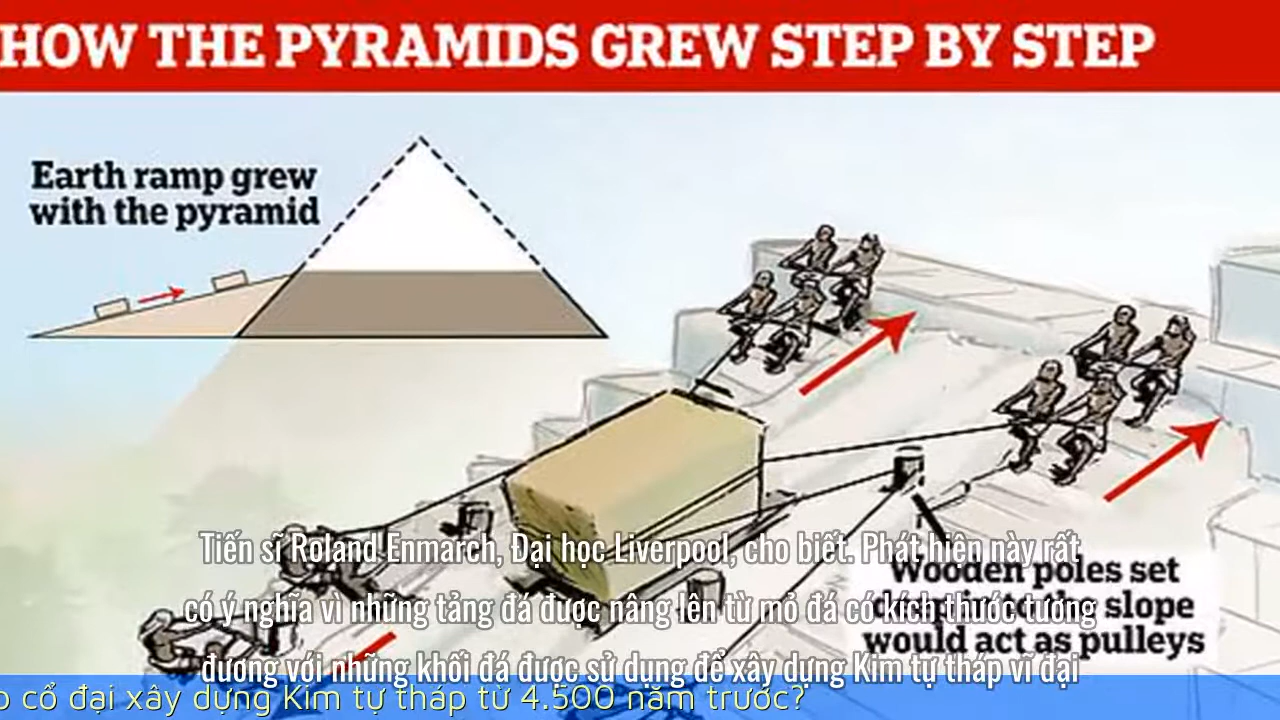 HOW THE PYRAMIDS GREW STEP BY STEP
Earth ramp grew
with the pyramid
Tiến sĩ Roland Enmarch, Đại học Liverpool, cho biết. Phát hiện này rất
có ý nghĩa vì những tảng đá được nâng lên từ mỏ đá có kích thước tương
đương với những khối đá được sử dụng để xây dựng Kim tự tháp vĩ đại
Wooden poles set
deep into the slope
would act as pulleys
cổ đại xây dựng Kim tự tháp từ 4.500 năm trước?